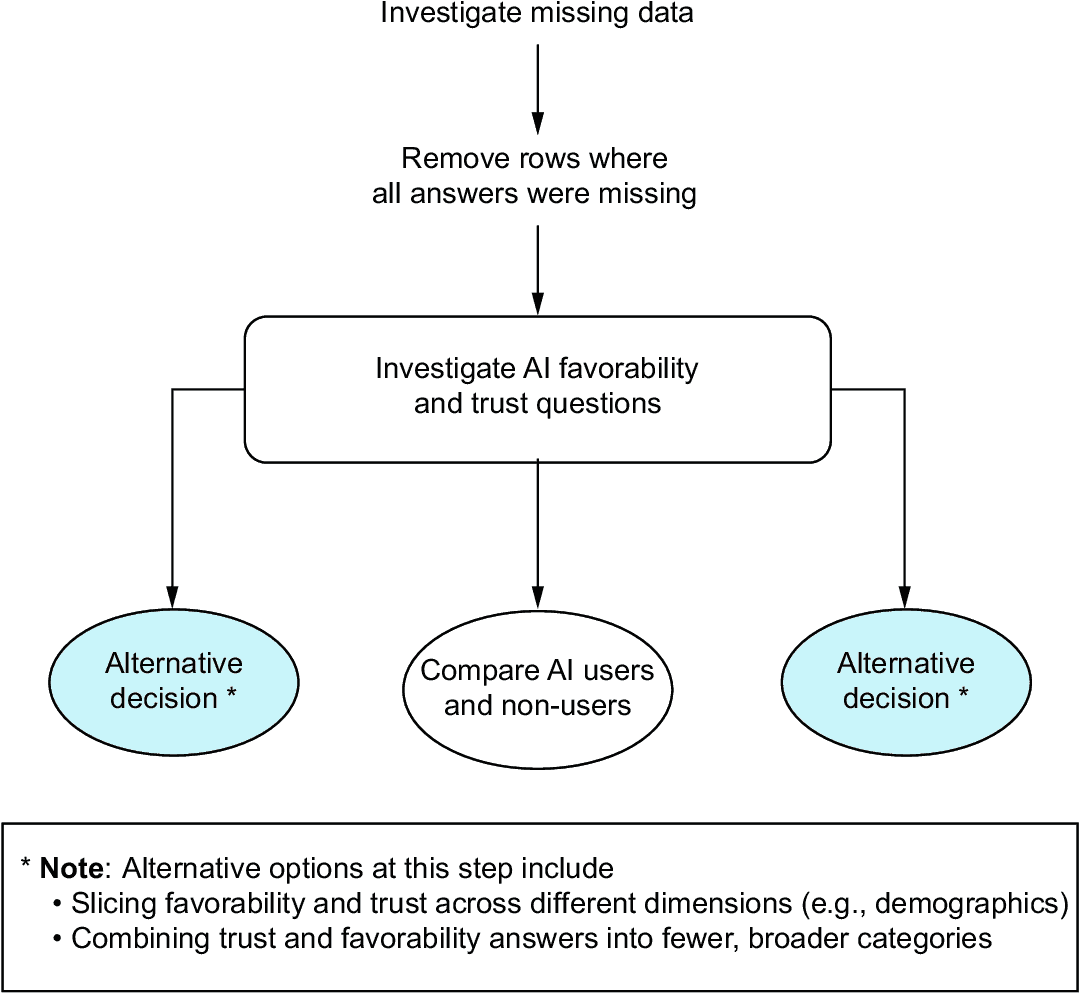 Investigate missing data
Remove rows where
all answers were missing
Investigate AI favorability
and trust questions
Alternative
decision *
Compare AI users
and non-users
Alternative
decision *
* Note: Alternative options at this step include
• Slicing favorability and trust across different dimensions (e.g., demographics)
• Combining trust and favorability answers into fewer, broader categories